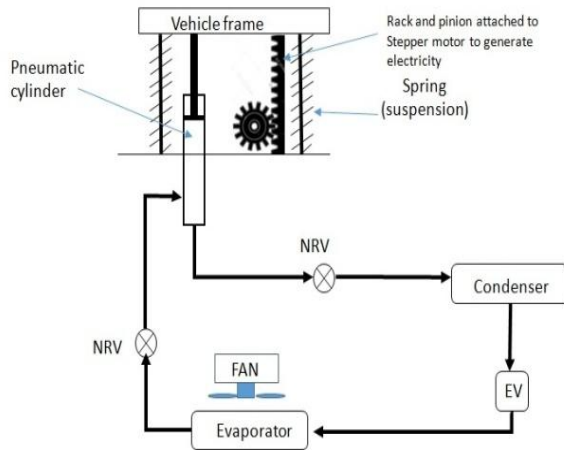 Vehicle frame
Rack and pinion attached to
Stepper motor to generate
electricity
Pneumatic
cylinder
Spring
(suspension)
NRV
Condenser
NRV
FAN
EV
Evaporator